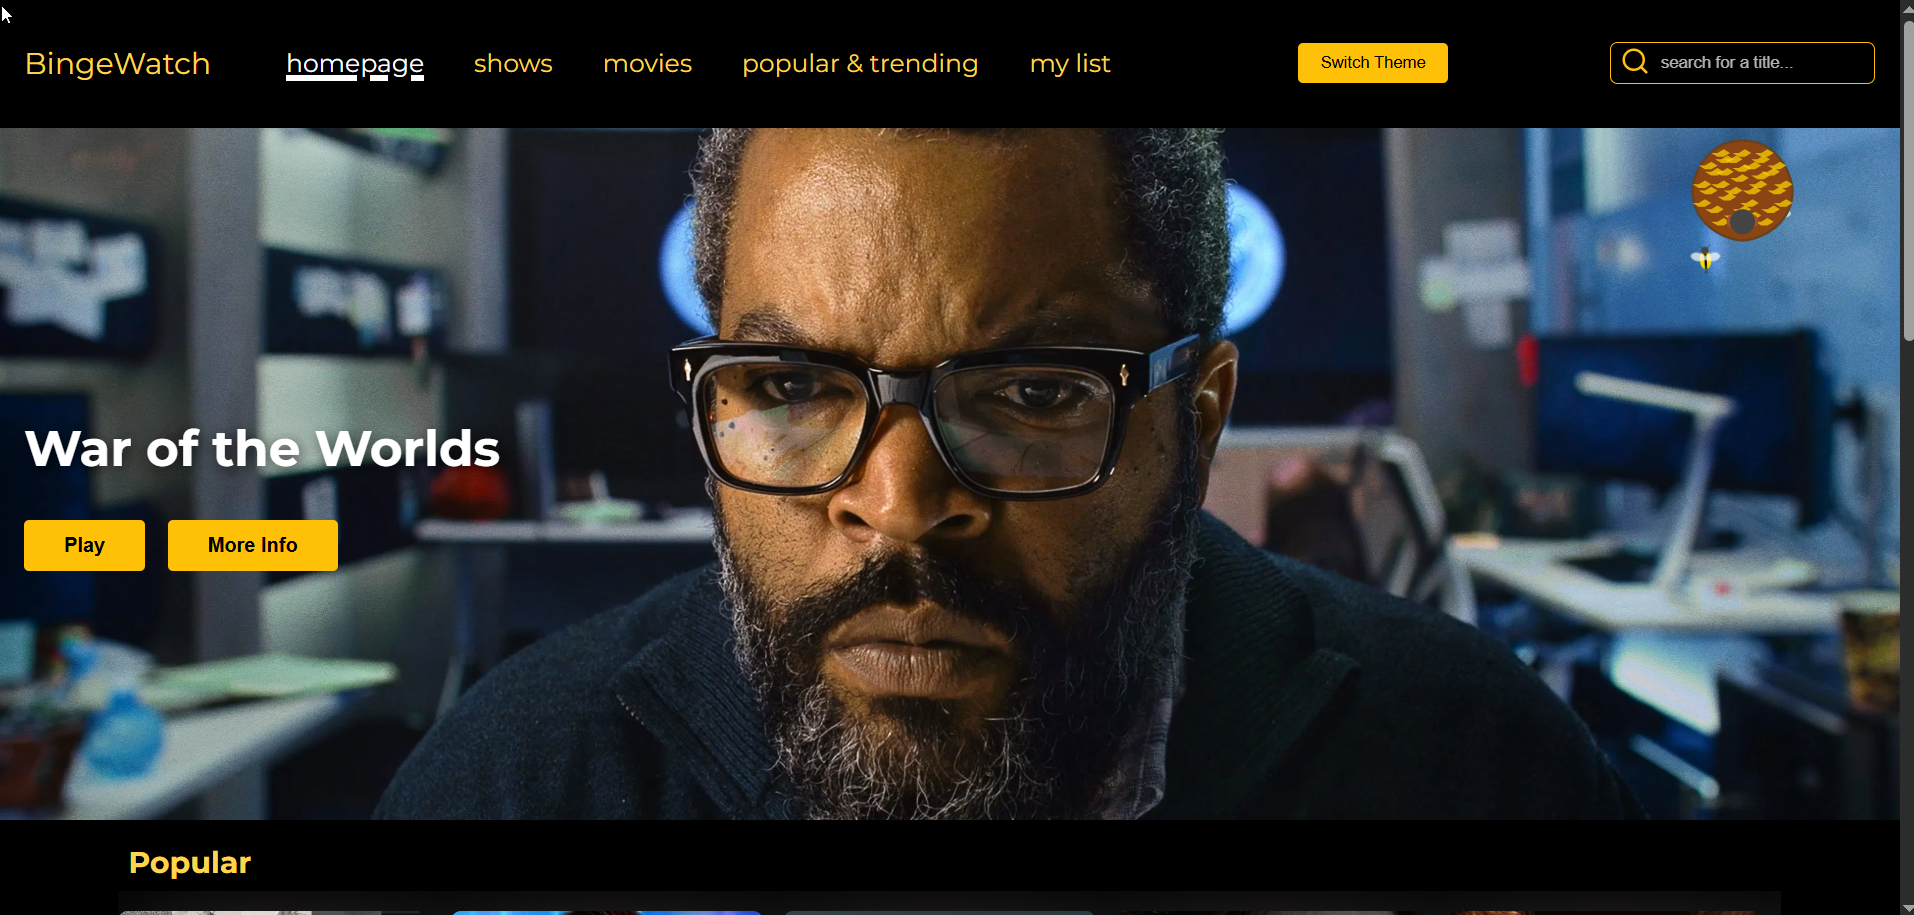 BingeWatch
homepage
shows
movies
popular & trending
my list
Switch Theme
search for a title...
War of the Worlds
Play
More Info
Popular